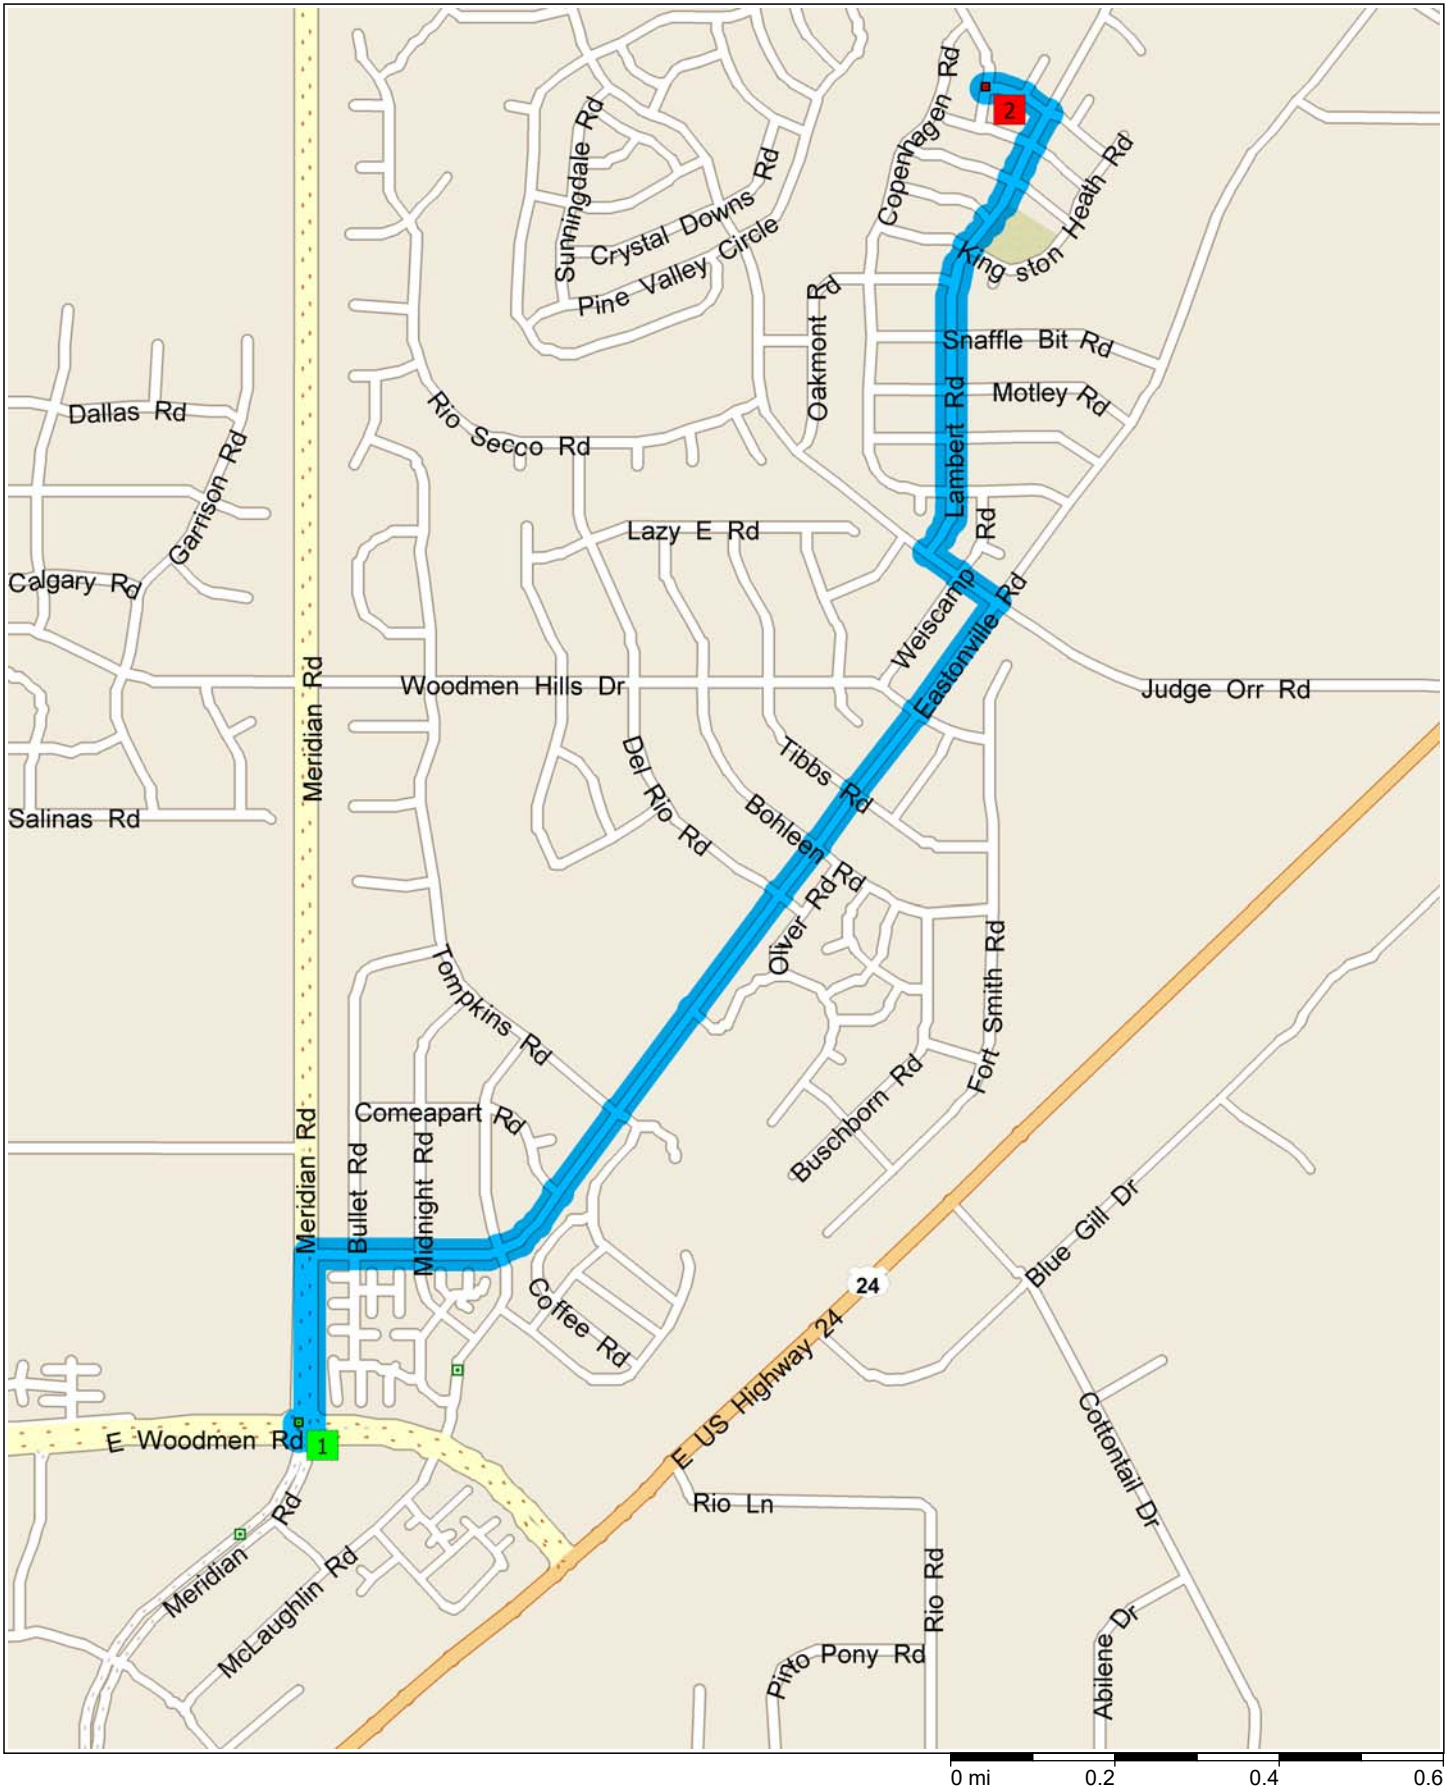 Copenhagen Rd
2
Sunningdale Rd
Crystal Downs Rd
Heath Rd
Pine Valley Circle
King ston
Oakmont Rd
Snaffle Bit Rd
Motley Rd
Dallas Rd
Rio Secco Rd
Lambert Rd
Garrison Rd
Lazy E Rd
Rd
Calgary Rd
Weiscamp
Eastonville Rd
Meridian Rd
Woodmen Hills Dr
Judge Orr Rd
Del Rio Rd
Tibbs Rd
Salinas Rd
Bohleen Rd
Oliver Rd
Fort Smith Rd
Tompkins Rd
Comeapart Rd
Buschborn Rd
Meridian Rd
Bullet Rd
Midnight Rd
Blue Gill Dr
24
Coffee Rd
E US Highway 24
E Woodmen Rd
1
Cottontail Dr
Meridian Rd
Rio Ln
McLaughlin Rd
Rio Rd
Pinto Pony Rd
Abilene Dr
0 mi 0.2 0.4 0.6